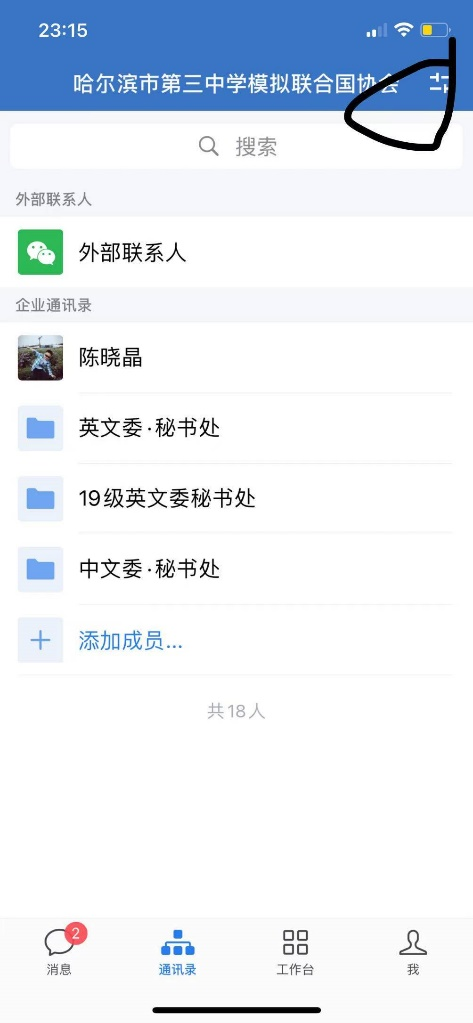 23:15
哈尔滨市第三中学模拟联合国协会
搜索
外部联系人
外部联系人
企业通讯录
陈晓晶
英文委·秘书处
19级英文委秘书处
中文委·秘书处
添加成员...
共18人
2
消息
通讯录
工作台
我